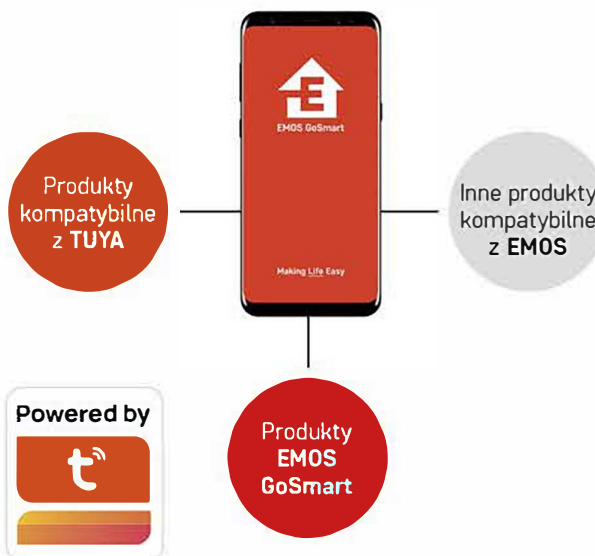 E
EMOS GoSmart
Produkty
kompatybilne
z TUYA
Inne produkty
kompatybilne
z EMOS
Making Life Easy
Powered by
t
Produkty
EMOS
GoSmart